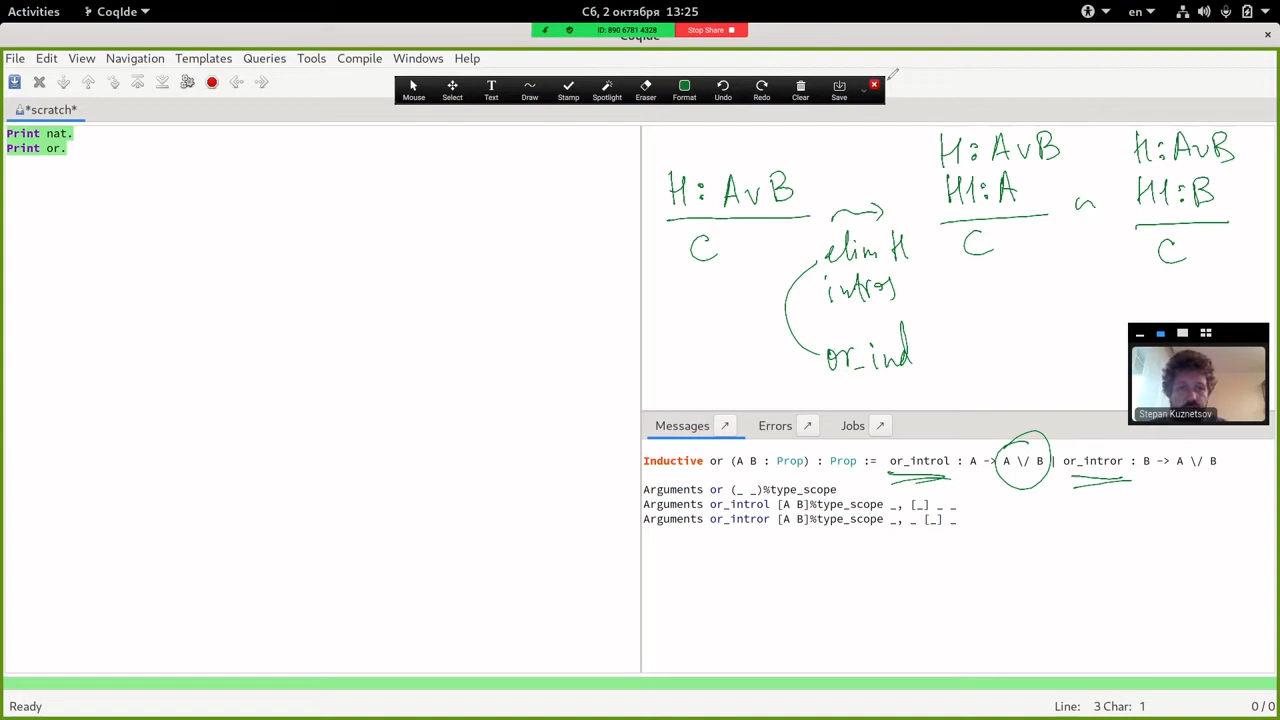 Activities CoqIde Сб, 2 октября 13:25 en
ID: 890 6781 4328 Stop Share
CoqIde
File Edit View Navigation Templates Tools Queries Compile Windows Help
Mouse Select Text Draw Stamp Spotlight Eraser Format Undo Redo Clear Save
*scratch*
Print nat.
Print or.
H: A∨B H: A∨B
H: A∨B H1: A H1: B
C elim H C C
intros
or_ind
Stepan Kuznetsov
Messages Errors Jobs
Inductive or (A B : Prop) : Prop := or_introl : A -> A \/ B | or_intror : B -> A \/ B
Arguments or (_ _)%type_scope
Arguments or_introl [A B]%type_scope _, [_] _ _
Arguments or_intror [A B]%type_scope _, _ [_] _
Ready Line: 3 Char: 1 0 / 0